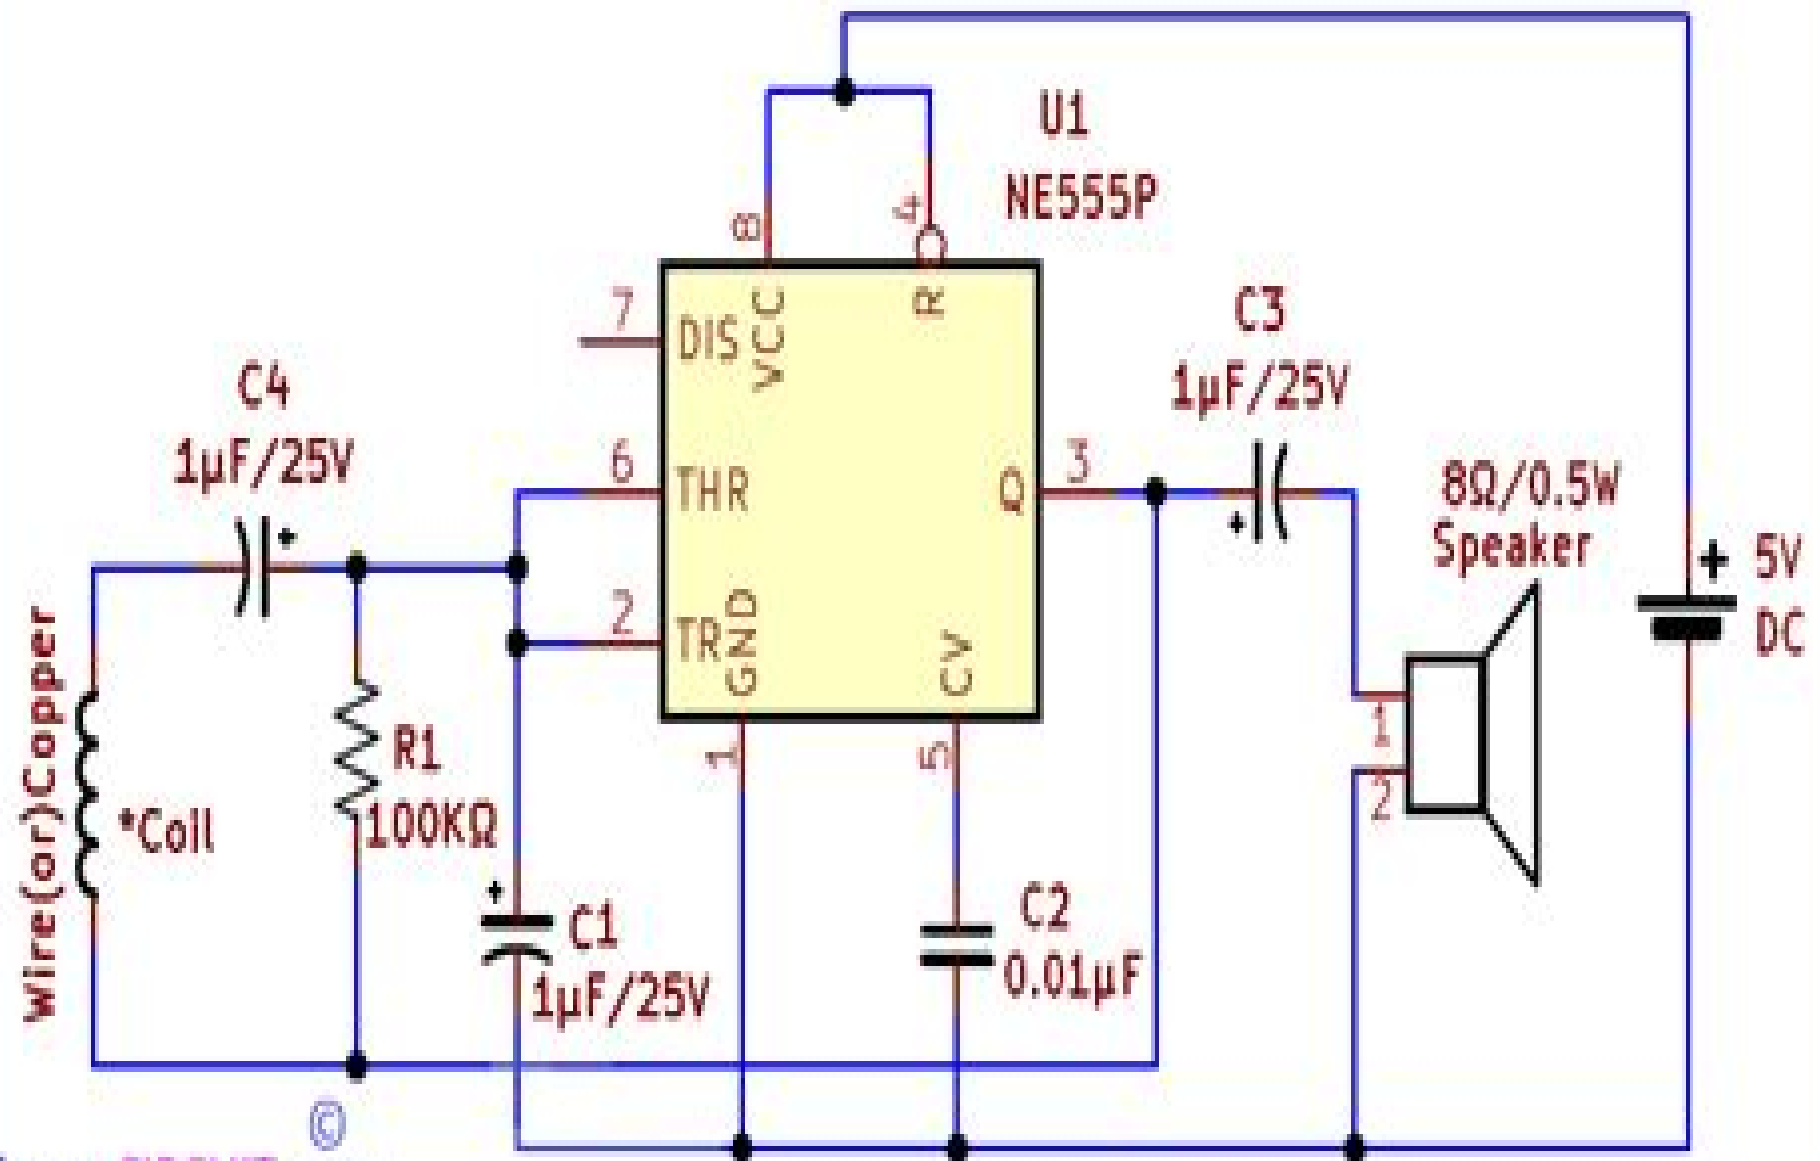 U1
NE555P
8
4
VCC
R
7
DIS
C3
1µF/25V
C4
1µF/25V
6
THR
Q
3
8Ω/0.5W
Speaker
+
5V
DC
2
TR
GND
CV
1
5
1
2
Wire(or)Copper
*Coil
R1
100KΩ
C1
1µF/25V
C2
0.01µF
©